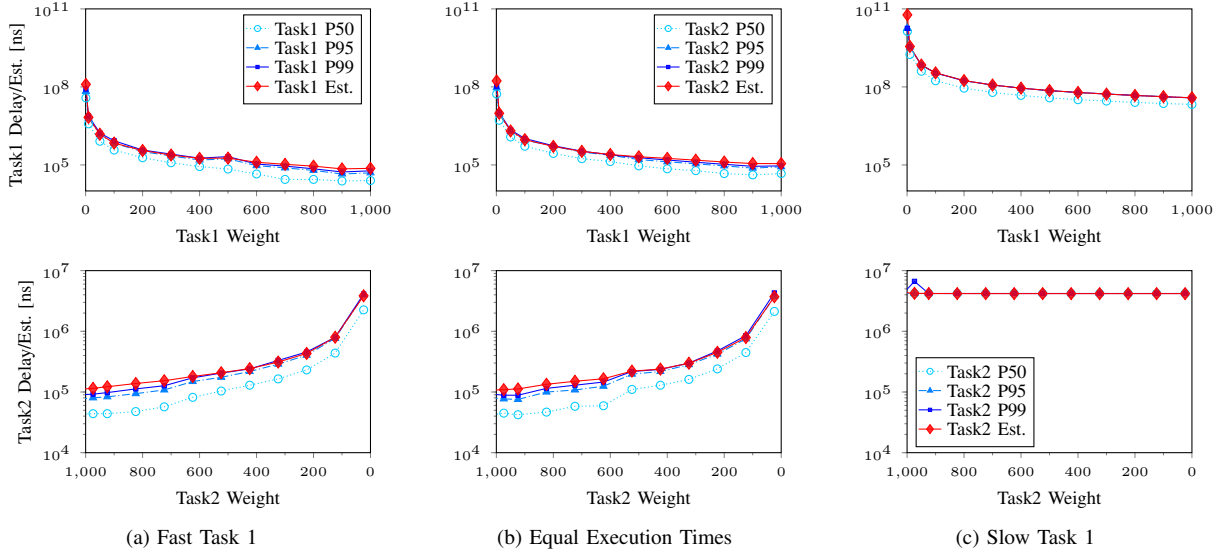 10^11
10^8
10^5
Task1 Delay/Est. [ns]
Task1 P50
Task1 P95
Task1 P99
Task1 Est.
0 200 400 600 800 1,000
Task1 Weight
10^11
10^8
10^5
Task2 P50
Task2 P95
Task2 P99
Task2 Est.
0 200 400 600 800 1,000
Task1 Weight
10^11
10^8
10^5
0 200 400 600 800 1,000
Task1 Weight
10^7
10^6
10^5
10^4
Task2 Delay/Est. [ns]
1,000 800 600 400 200 0
Task2 Weight
10^7
10^6
10^5
10^4
1,000 800 600 400 200 0
Task2 Weight
10^7
10^6
10^5
10^4
Task2 P50
Task2 P95
Task2 P99
Task2 Est.
1,000 800 600 400 200 0
Task2 Weight
(a) Fast Task 1
(b) Equal Execution Times
(c) Slow Task 1